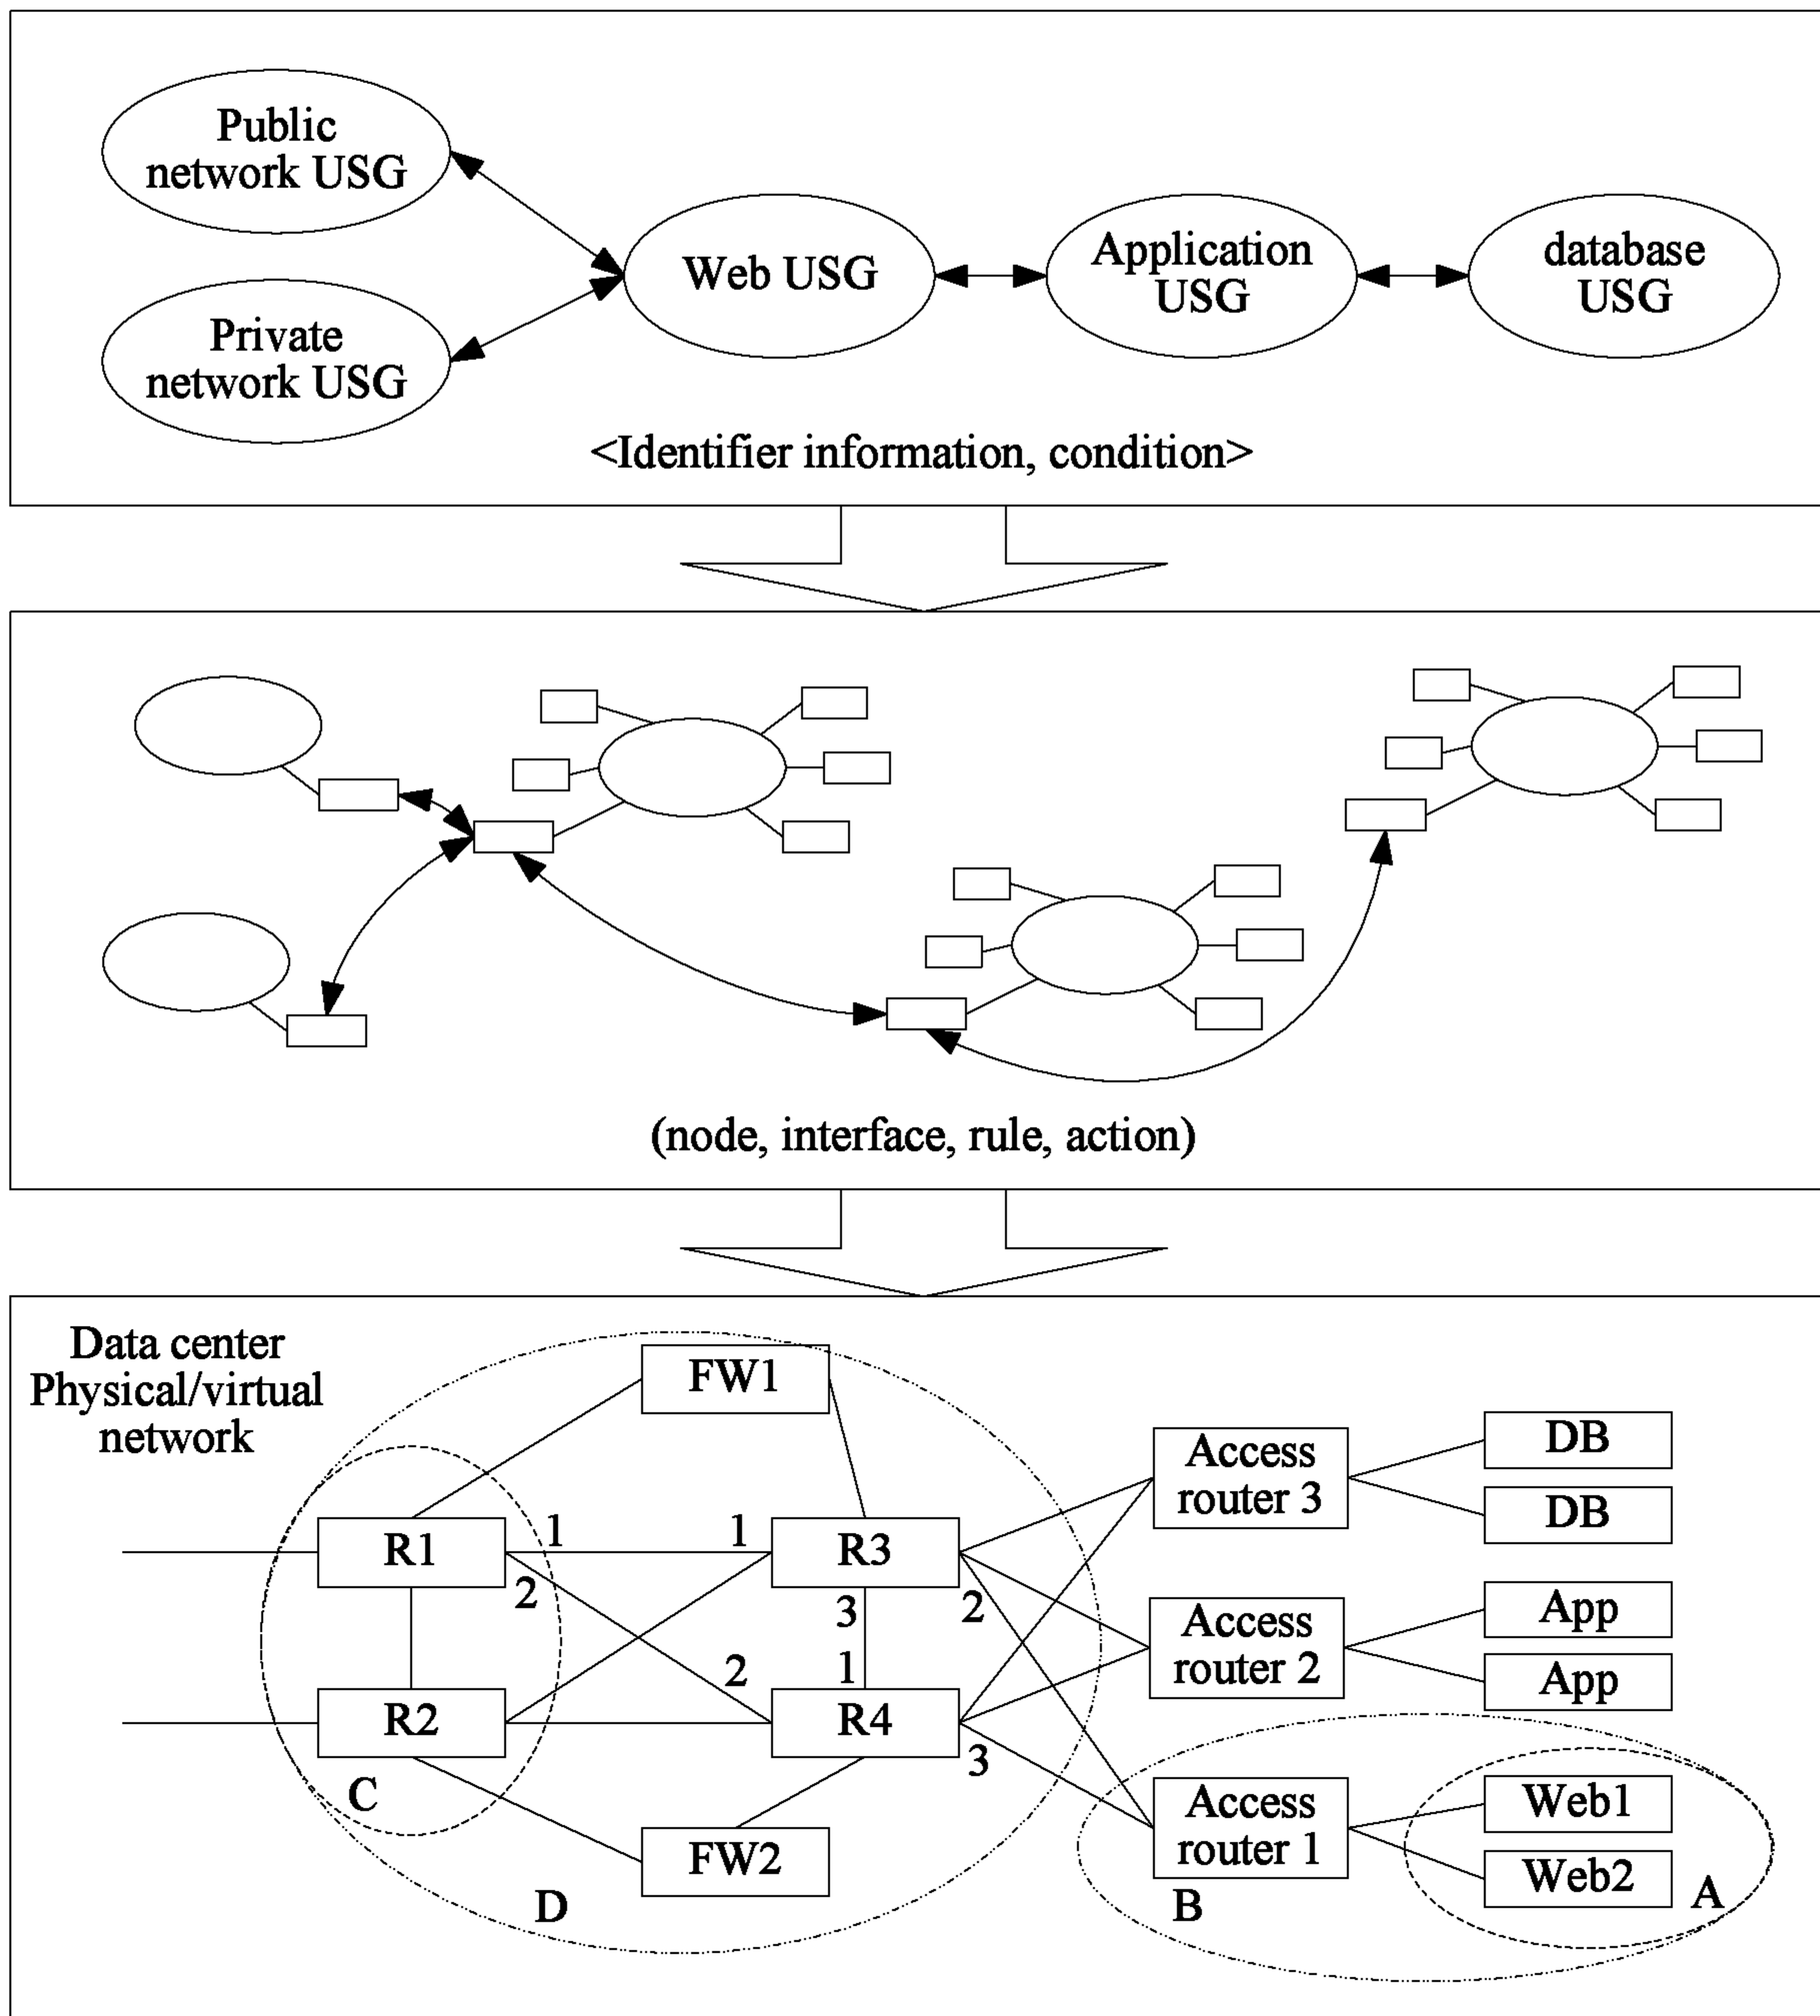 Public
network USG
Private
network USG
Web USG
Application
USG
database
USG
<Identifier information, condition>
(node, interface, rule, action)
Data center
Physical/virtual
network
FW1
R1
1
2
1
R3
3
2
R2
2
1
R4
3
C
FW2
D
Access
router 3
DB
DB
Access
router 2
App
App
Access
router 1
B
Web1
Web2
A